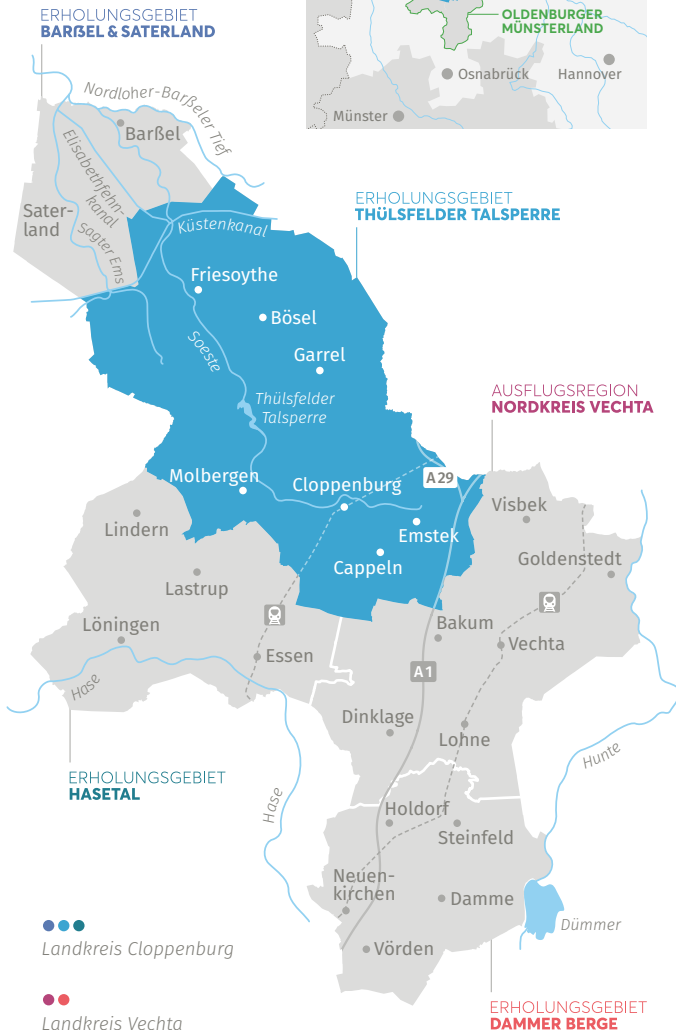 ERHOLUNGSGEBIET
BARßEL & SATERLAND
OLDENBURGER
MÜNSTERLAND
Osnabrück
Hannover
Münster
Nordloher-Barßeler Tief
Barßel
Elisabethfehn-
kanal
Sater-
land
Sagter Ems
ERHOLUNGSGEBIET
THÜLSFELDER TALSPERRE
Küstenkanal
Friesoythe
Bösel
Soeste
Garrel
Thülsfelder
Talsperre
AUSFLUGSREGION
NORDKREIS VECHTA
Molbergen
Cloppenburg
A 29
Visbek
Lindern
Emstek
Cappeln
Goldenstedt
Lastrup
Löningen
Bakum
Essen
Vechta
A 1
Hase
Dinklage
Lohne
Hunte
ERHOLUNGSGEBIET
HASETAL
Hase
Holdorf
Steinfeld
Neuen-
kirchen
Damme
Dümmer
Landkreis Cloppenburg
Vörden
ERHOLUNGSGEBIET
DAMMER BERGE
Landkreis Vechta